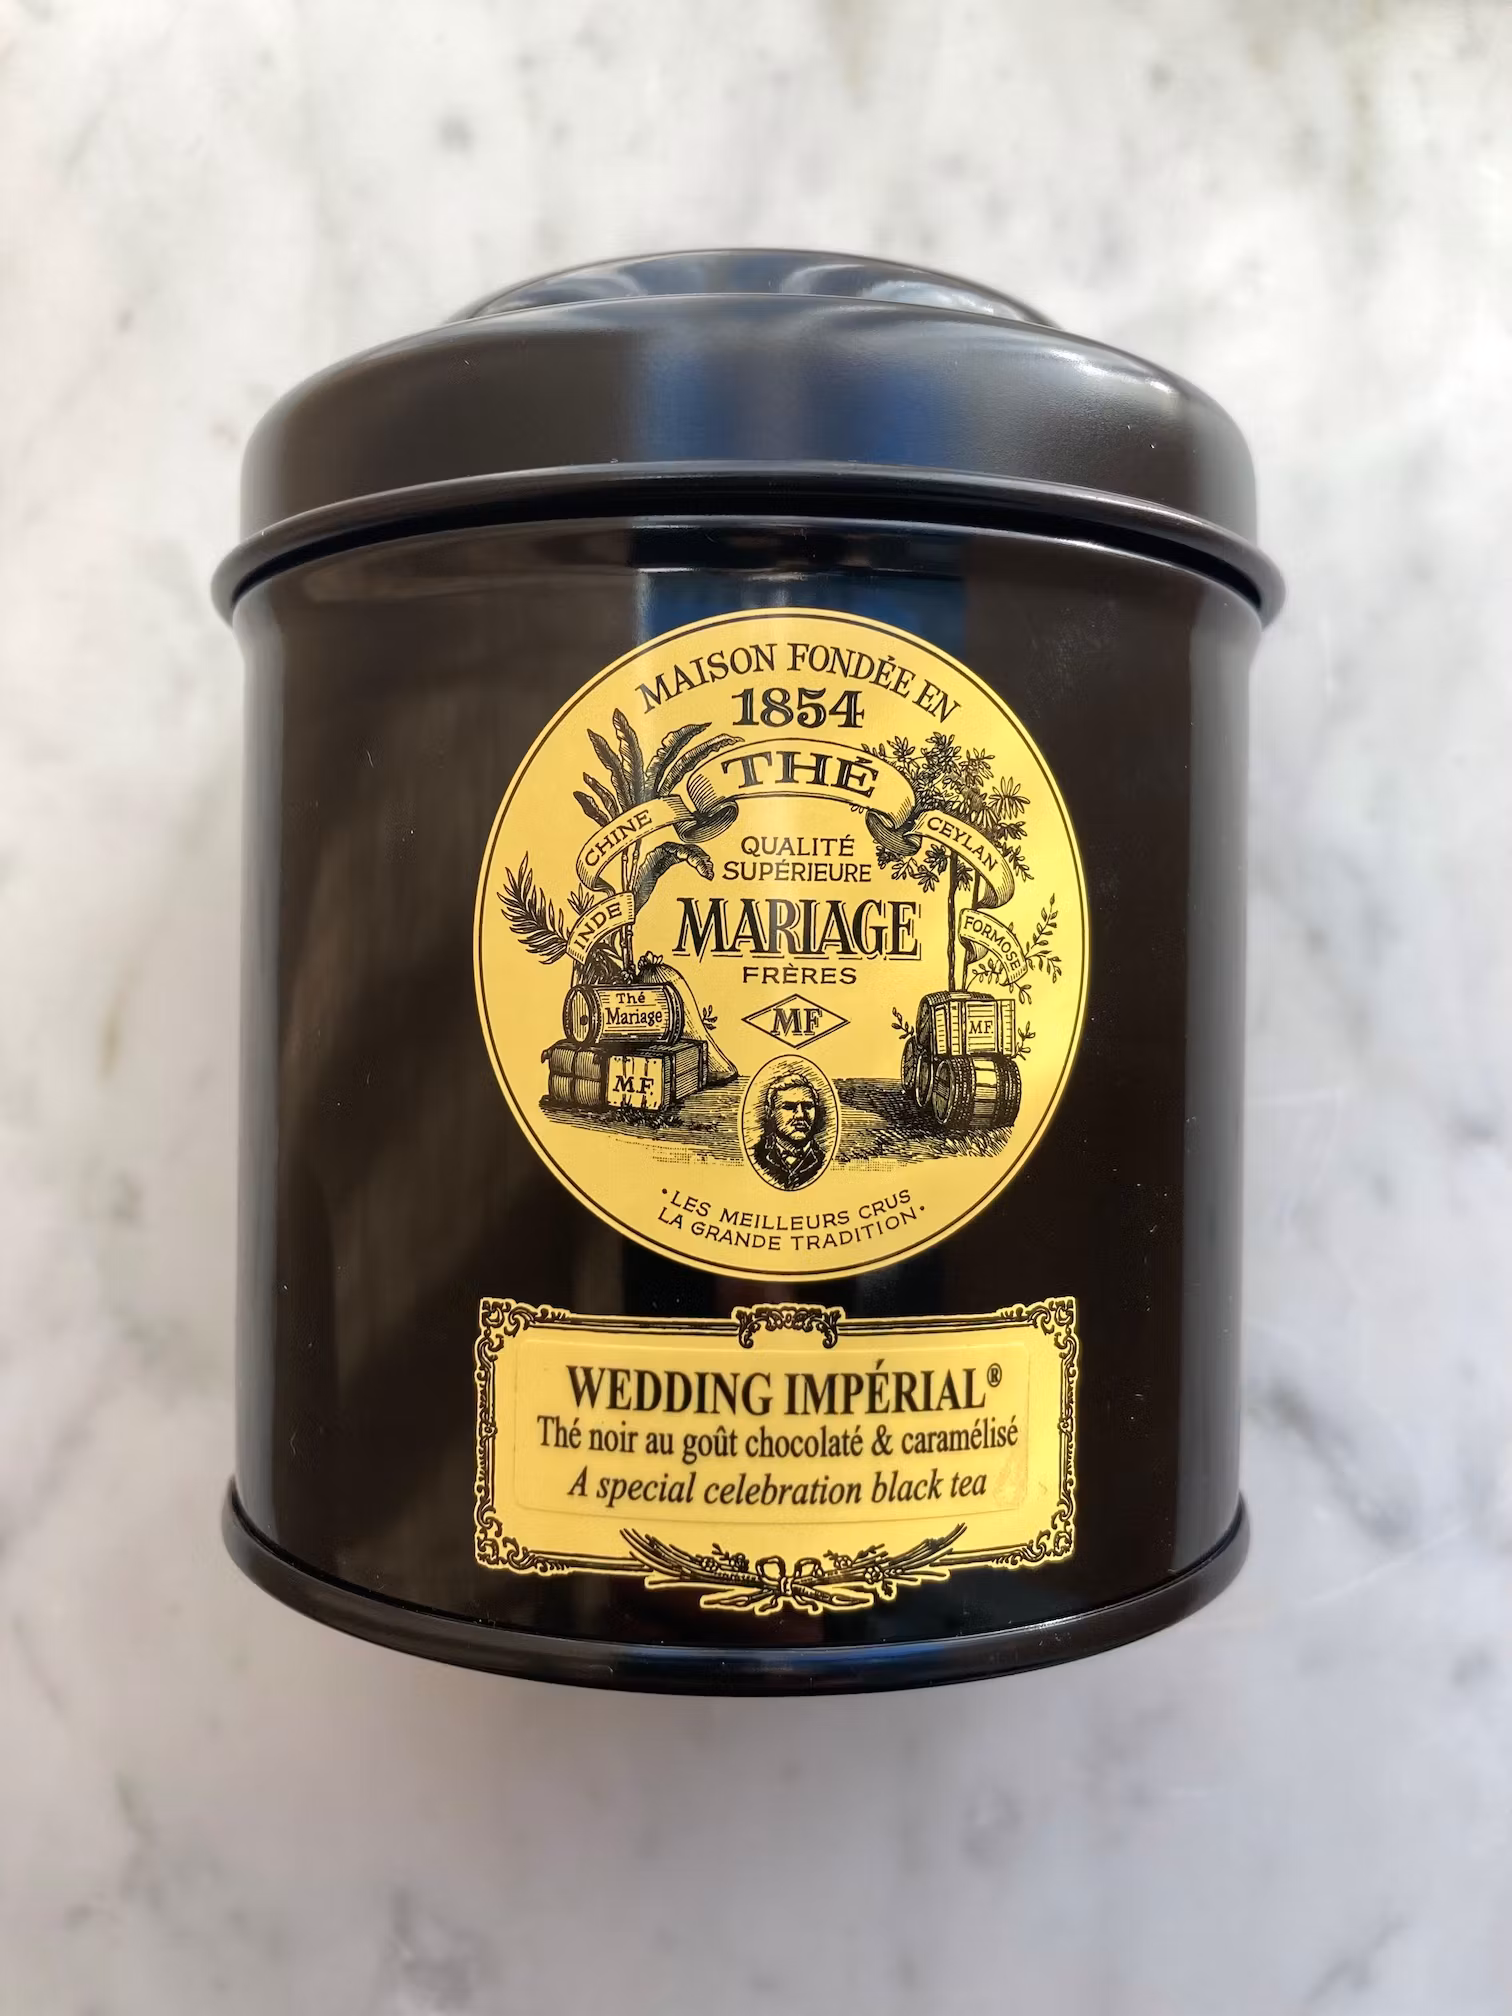 MAISON FONDÉE EN
1854
THÉ
CHINE
CEYLAN
INDE
FORMOSE
QUALITÉ
SUPÉRIEURE
MARIAGE
FRÈRES
MF
Thé
Mariage
M.F
MF
• LES MEILLEURS CRUS
LA GRANDE TRADITION •
WEDDING IMPÉRIAL®
Thé noir au goût chocolaté & caramélisé
A special celebration black tea